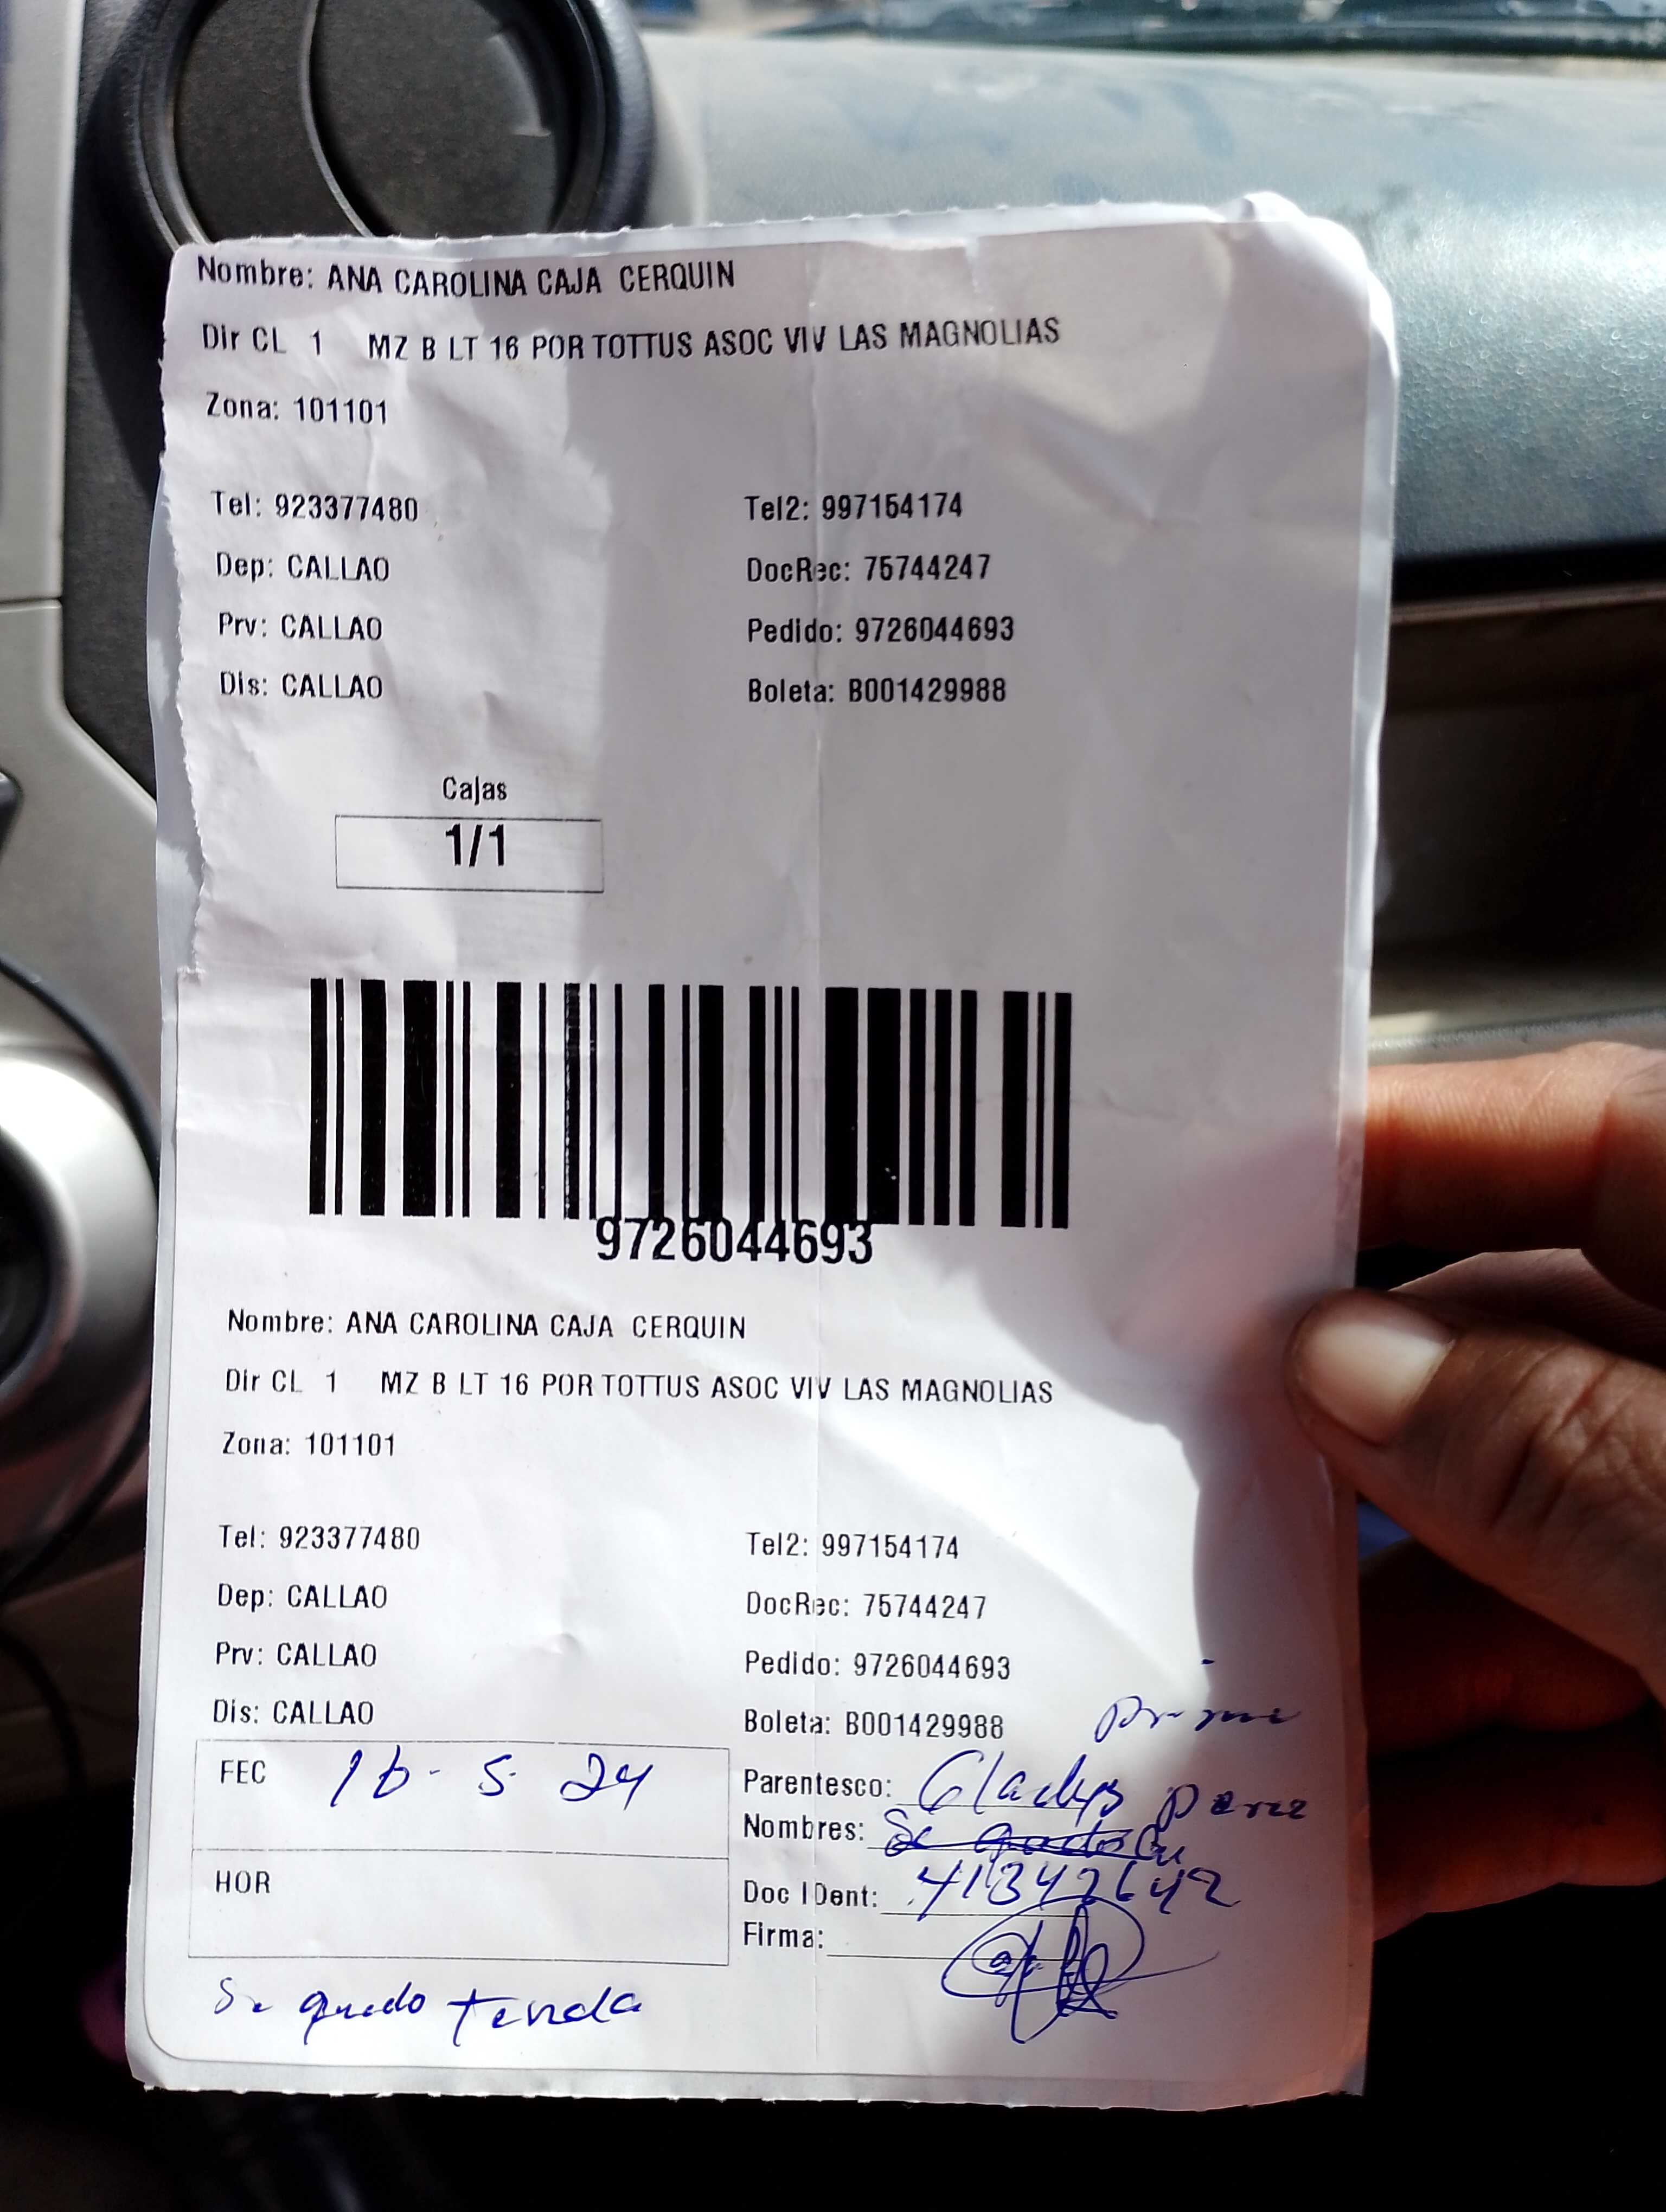 Nombre: ANA CAROLINA CAJA CERQUIN
Dir CL 1 MZ B LT 16 POR TOTTUS ASOC VIV LAS MAGNOLIAS
Zona: 101101
Tel: 923377480 Tel2: 997154174
Dep: CALLAO DocRec: 75744247
Prv: CALLAO Pedido: 9726044693
Dis: CALLAO Boleta: B001429988
Cajas
1/1
9726044693
Nombre: ANA CAROLINA CAJA CERQUIN
Dir CL 1 MZ B LT 16 POR TOTTUS ASOC VIV LAS MAGNOLIAS
Zona: 101101
Tel: 923377480 Tel2: 997154174
Dep: CALLAO DocRec: 75744247
Prv: CALLAO Pedido: 9726044693
Dis: CALLAO Boleta: B001429988
FEC 16-5-24
Parentesco: Gladys
Nombres:
HOR
Doc IDent:
Firma:
Se quedo tienda